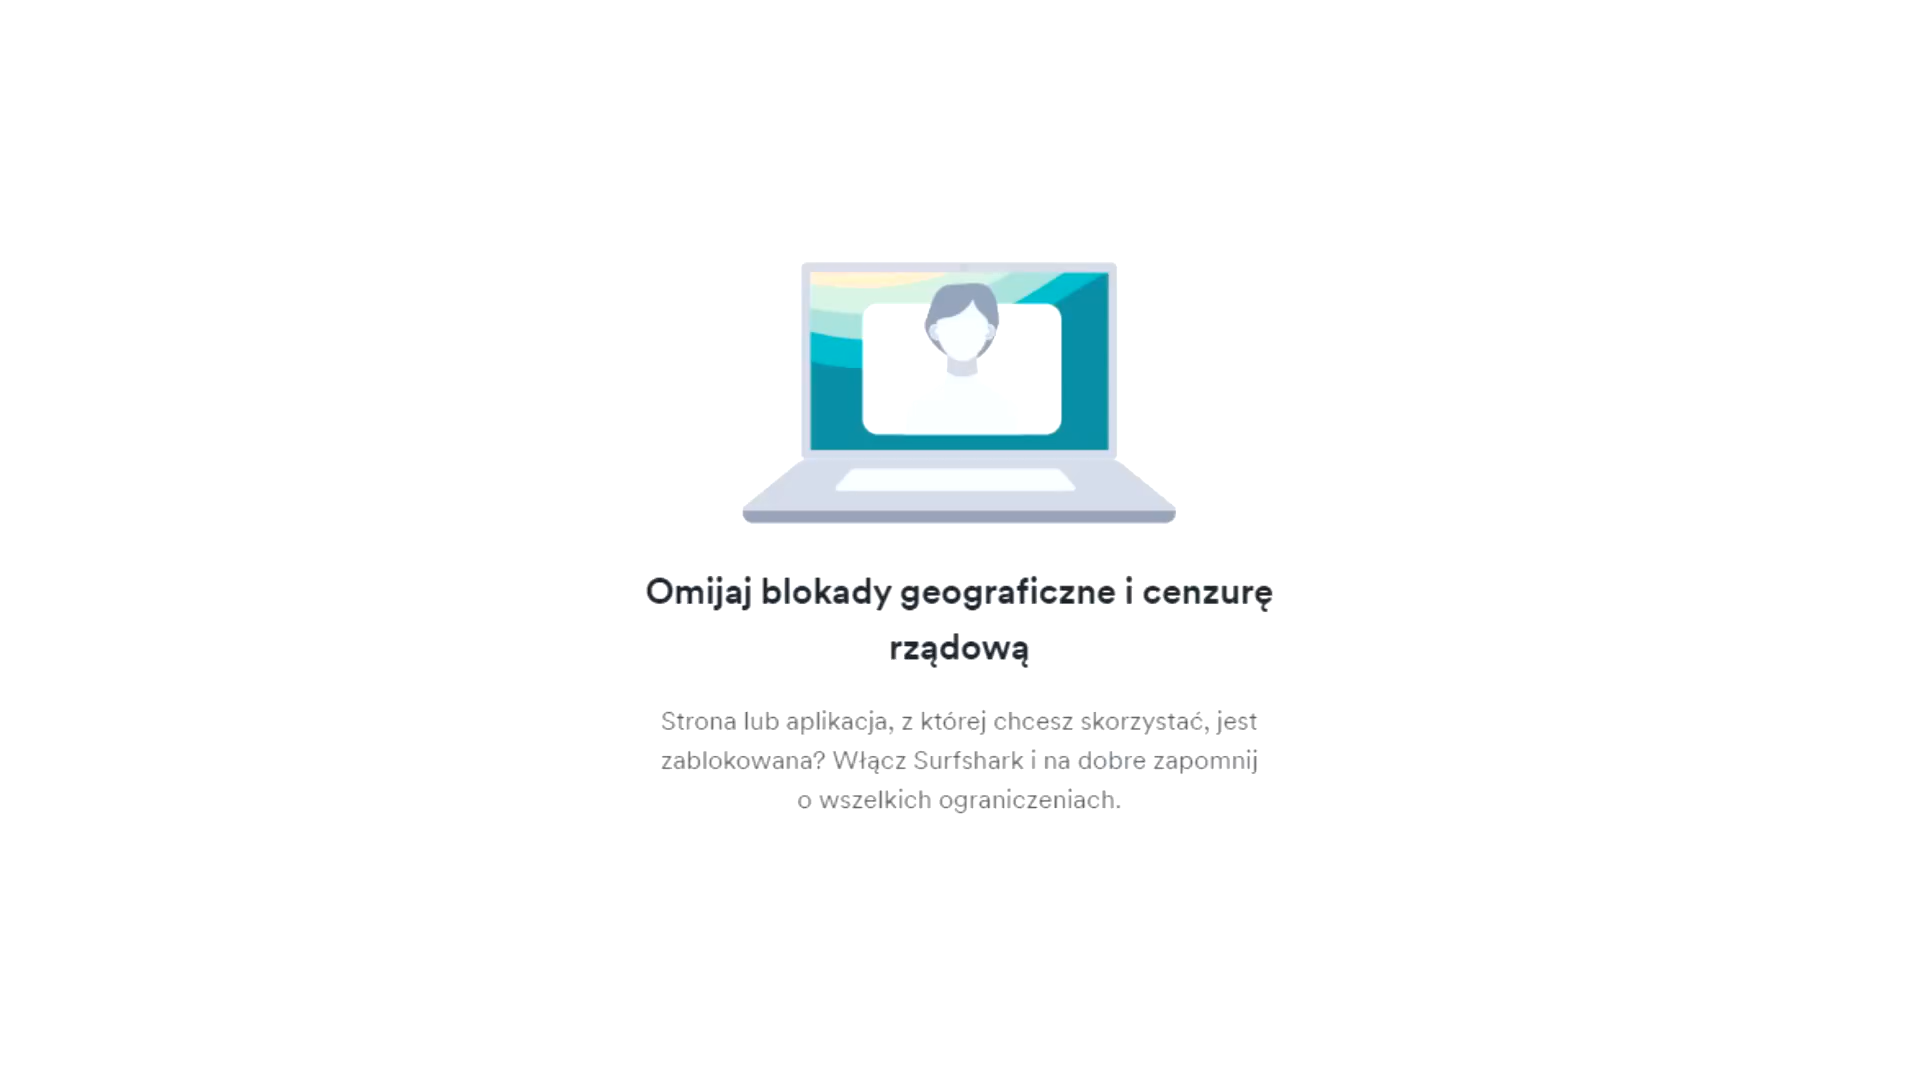 Omijaj blokady geograficzne i cenzurę
rządową
Strona lub aplikacja, z której chcesz skorzystać, jest
zablokowana? Włącz Surfshark i na dobre zapomnij
o wszelkich ograniczeniach.